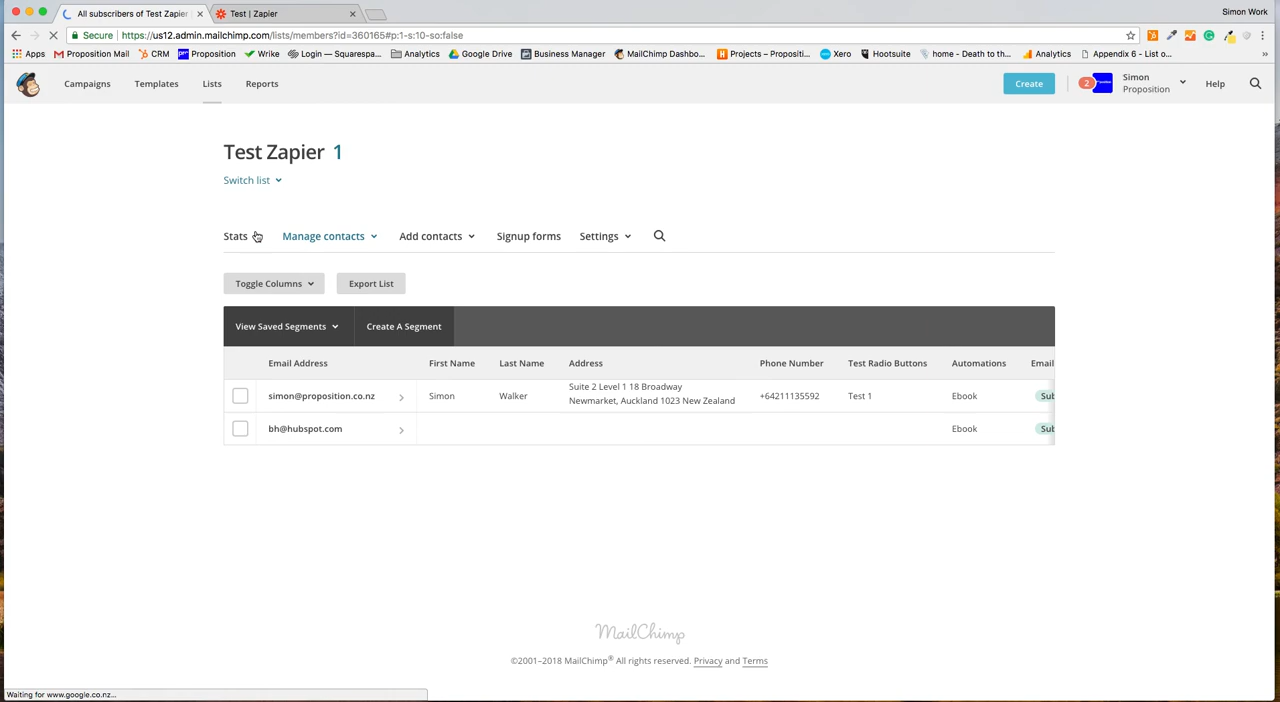 All subscribers of Test Zapier
Test | Zapier
Simon Work
Secure
https://us12.admin.mailchimp.com/lists/members?id=360165#p:1-s:10-so:false
Apps
Proposition Mail
CRM
Proposition
Wrike
Login — Squarespa...
Analytics
Google Drive
Business Manager
MailChimp Dashbo...
Projects – Propositi...
Xero
Hootsuite
home - Death to th...
Analytics
Appendix 6 - List o...
»
Campaigns
Templates
Lists
Reports
Create
2
Simon
Proposition
Help
Test Zapier 1
Switch list
Stats
Manage contacts
Add contacts
Signup forms
Settings
Toggle Columns
Export List
View Saved Segments
Create A Segment
Email Address
First Name
Last Name
Address
Phone Number
Test Radio Buttons
Automations
Email
simon@proposition.co.nz
Simon
Walker
Suite 2 Level 1 18 Broadway
Newmarket, Auckland 1023 New Zealand
+64211135592
Test 1
Ebook
Sub
bh@hubspot.com
Ebook
Sub
MailChimp
©2001–2018 MailChimp® All rights reserved. Privacy and Terms
Waiting for www.google.co.nz...